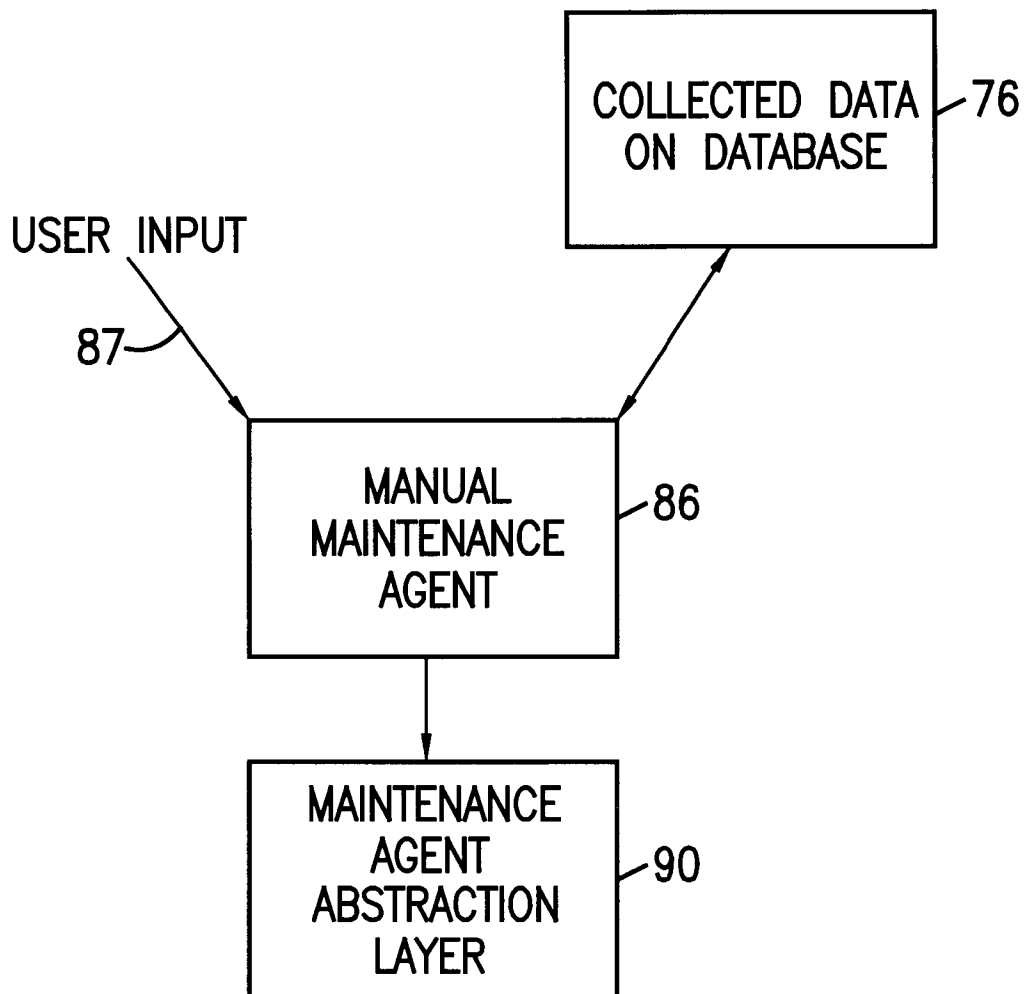 COLLECTED DATA
ON DATABASE
76
USER INPUT
87
MANUAL
MAINTENANCE
AGENT
86
MAINTENANCE
AGENT
ABSTRACTION
LAYER
90